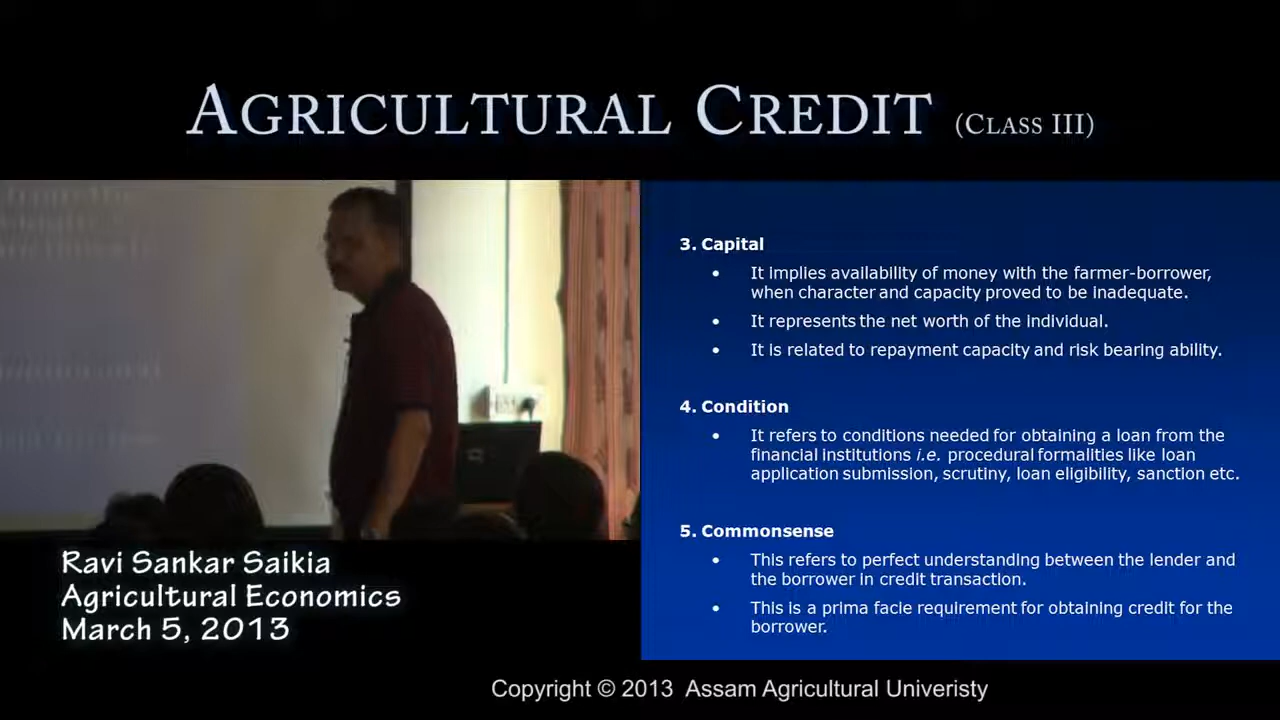 AGRICULTURAL CREDIT (CLASS III)
3. Capital
• It implies availability of money with the farmer-borrower,
when character and capacity proved to be inadequate.
• It represents the net worth of the individual.
• It is related to repayment capacity and risk bearing ability.
4. Condition
• It refers to conditions needed for obtaining a loan from the
financial institutions i.e. procedural formalities like loan
application submission, scrutiny, loan eligibility, sanction etc.
5. Commonsense
• This refers to perfect understanding between the lender and
the borrower in credit transaction.
• This is a prima facie requirement for obtaining credit for the
borrower.
Ravi Sankar Saikia
Agricultural Economics
March 5, 2013
Copyright © 2013 Assam Agricultural Univeristy